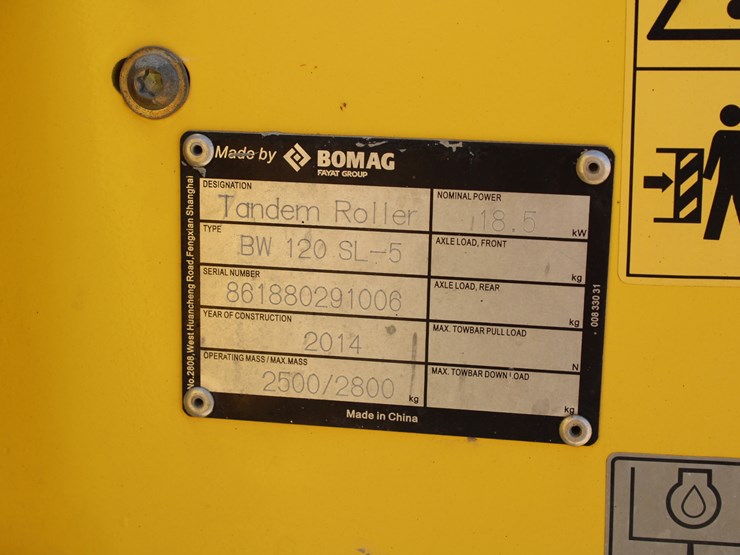 Made by BOMAG
FAYAT GROUP
DESIGNATION
Tandem Roller
TYPE
BW 120 SL-5
SERIAL NUMBER
861880291006
YEAR OF CONSTRUCTION
2014
OPERATING MASS / MAX.MASS
2500/2800 kg
NOMINAL POWER
18.5 kW
AXLE LOAD, FRONT
kg
AXLE LOAD, REAR
kg
MAX. TOWBAR PULL LOAD
N
MAX. TOWBAR DOWN LOAD
kg
Made in China
No.2808, West Huancheng Road, Fengxian Shanghai
008 330 31